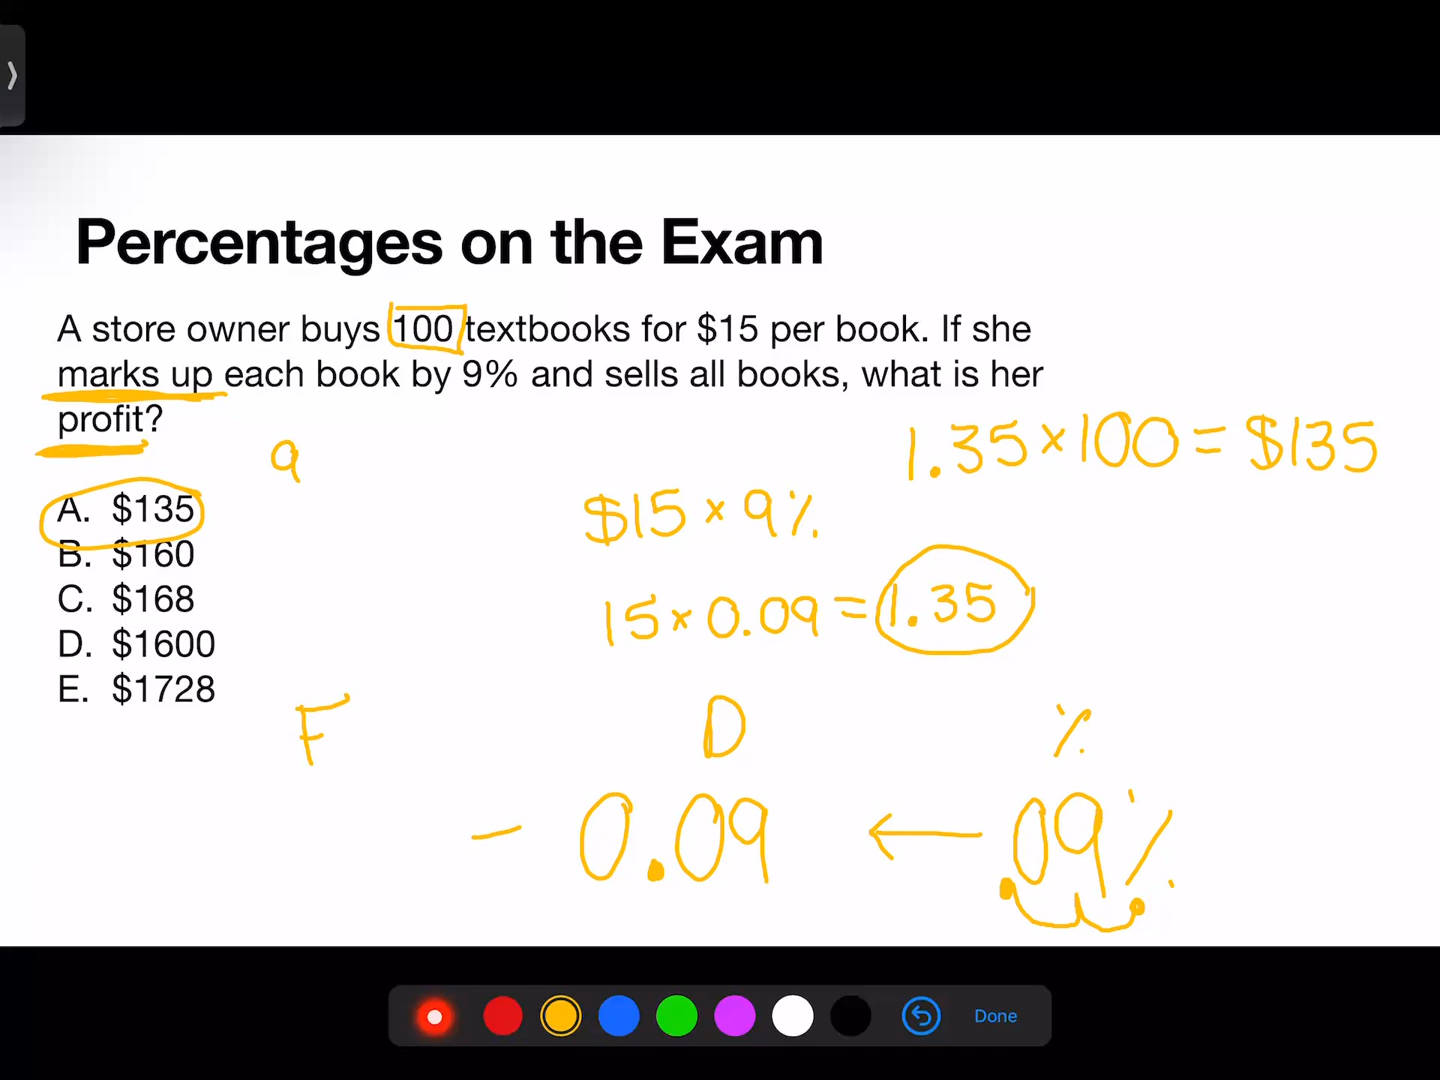 Percentages on the Exam
A store owner buys 100 textbooks for $15 per book. If she
marks up each book by 9% and sells all books, what is her
profit?
1.35 × 100 = $135
9
A. $135
$15 × 9%
B. $160
C. $168
15 × 0.09 = 1.35
D. $1600
E. $1728
F D %
- 0.09 ← .09%
Done